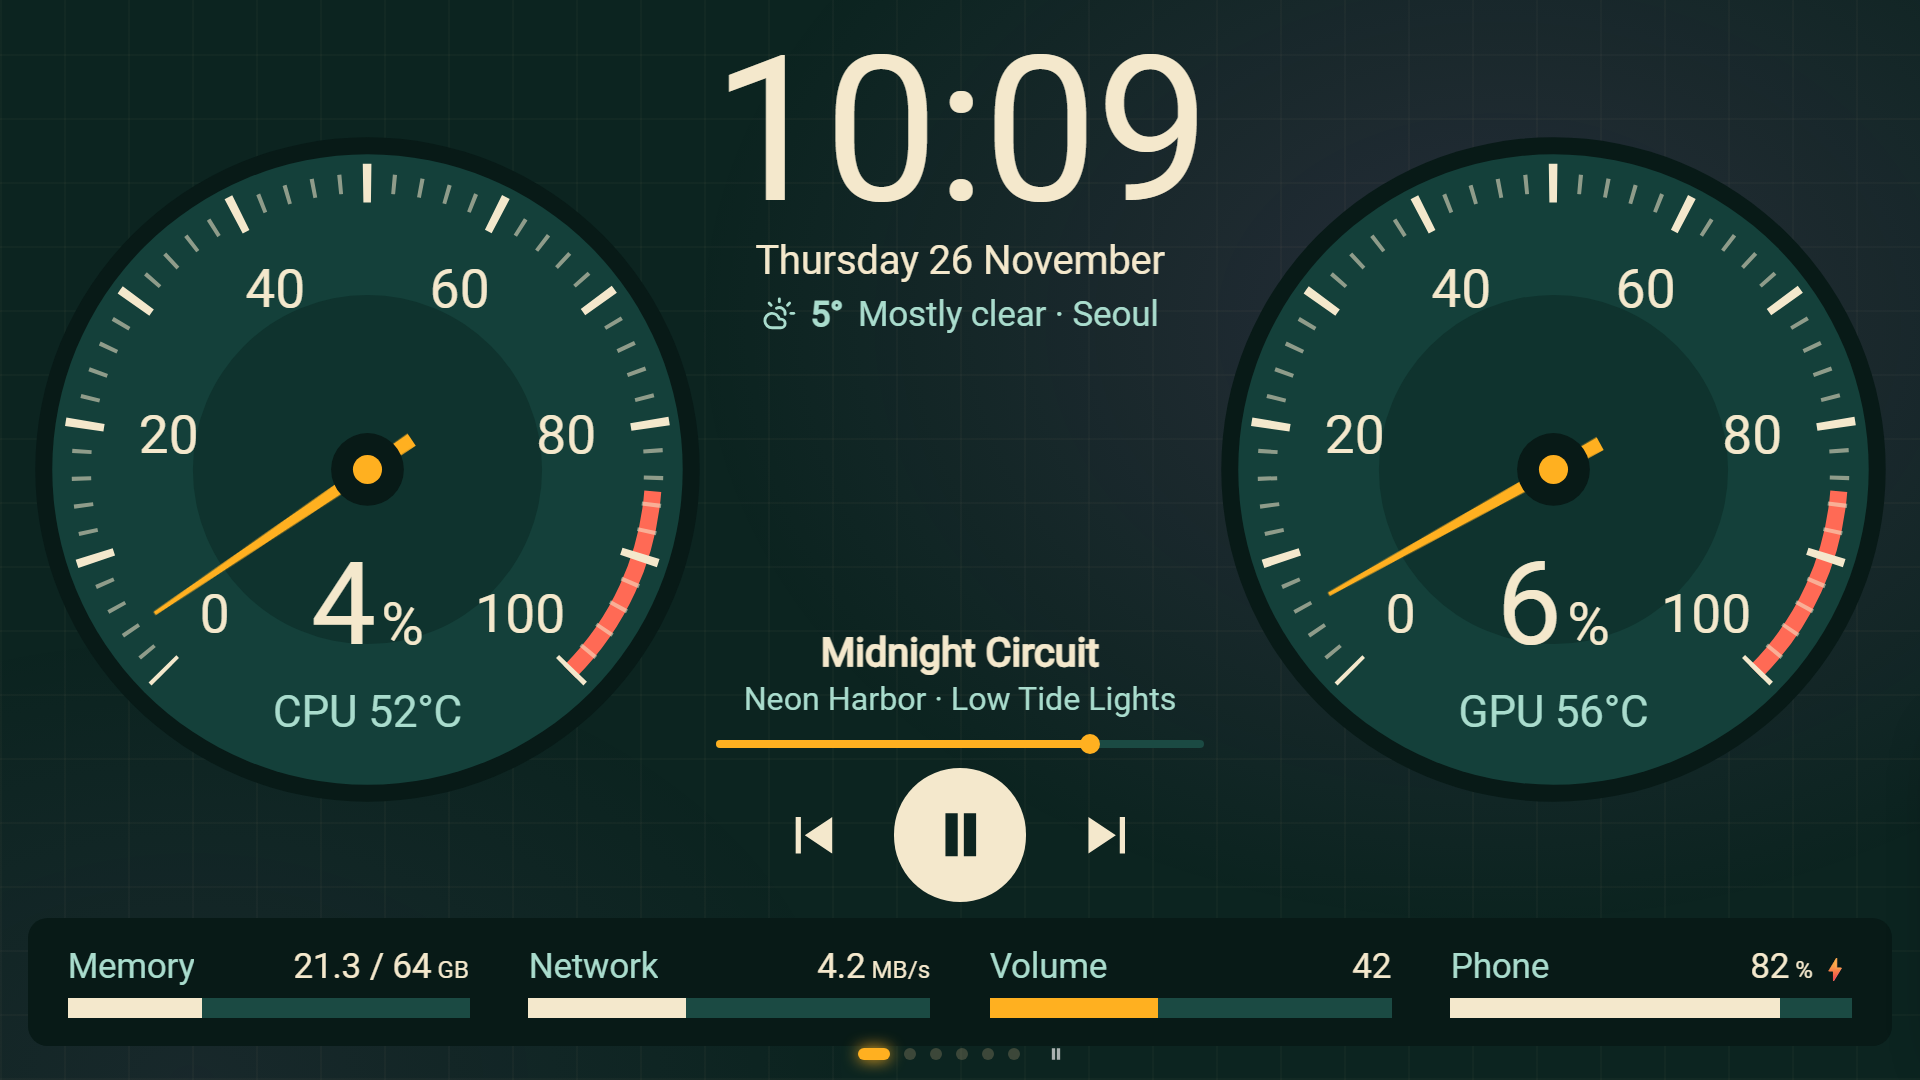 10:09
Thursday 26 November
5° Mostly clear · Seoul
0
20
40
60
80
100
4%
CPU 52°C
0
20
40
60
80
100
6%
GPU 56°C
Midnight Circuit
Neon Harbor · Low Tide Lights
Memory 21.3 / 64 GB
Network 4.2 MB/s
Volume 42
Phone 82 %